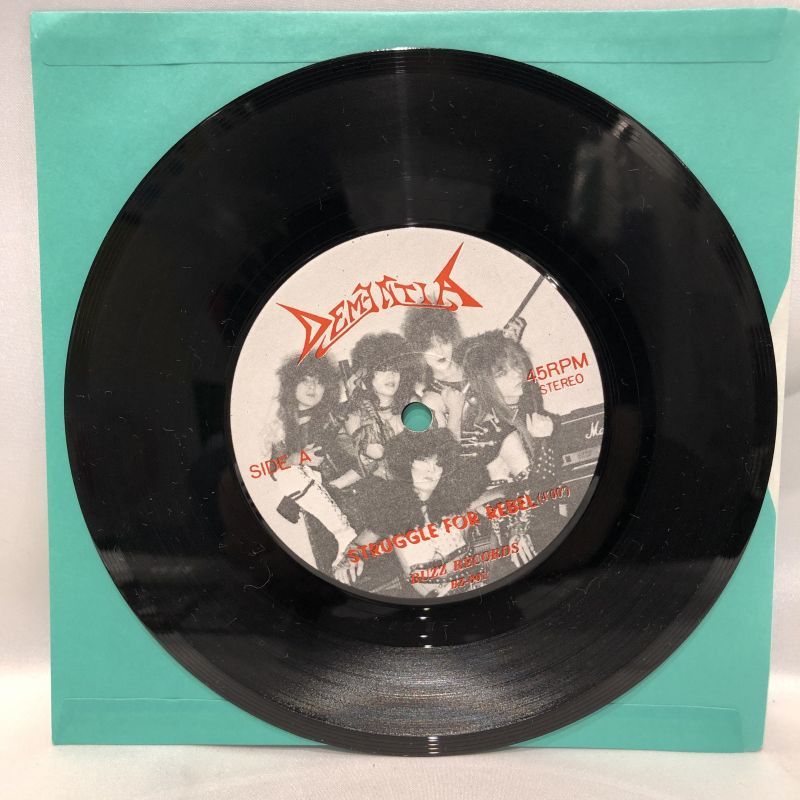 DEMENTIA
45RPM
STEREO
SIDE A
STRUGGLE FOR REBEL
BUZZ RECORDS